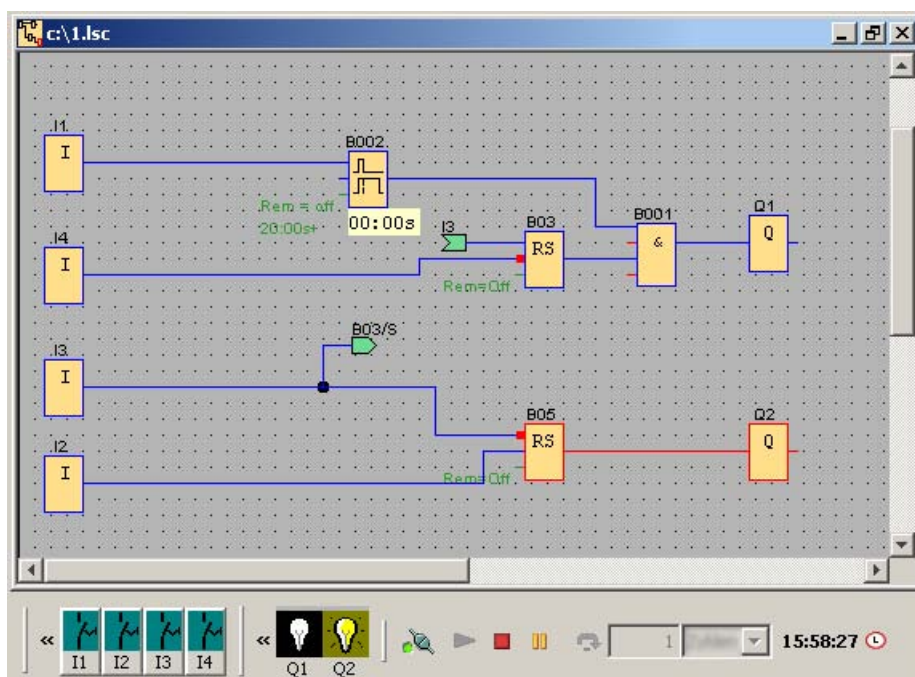 c:\1.lsc
I1
I
B002
Rem = off
20:00s+
00:00s
I4
I
I3
B03
RS
Rem=Off
B001
&
Q1
Q
B03/S
I3
I
I2
I
B05
RS
Rem=Off
Q2
Q
« I1 I2 I3 I4
« Q1 Q2
1
15:58:27